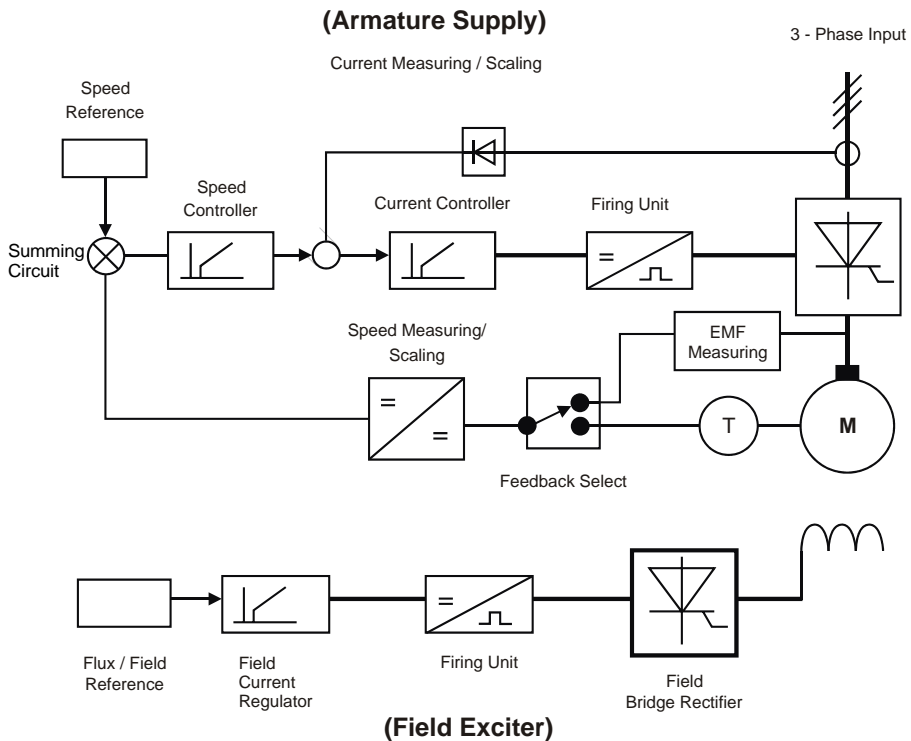 (Armature Supply)
3 - Phase Input
Current Measuring / Scaling
Speed
Reference
Speed
Controller
Current Controller
Firing Unit
Summing
Circuit
Speed Measuring/
Scaling
EMF
Measuring
T
M
Feedback Select
Flux / Field
Reference
Field
Current
Regulator
Firing Unit
Field
Bridge Rectifier
(Field Exciter)